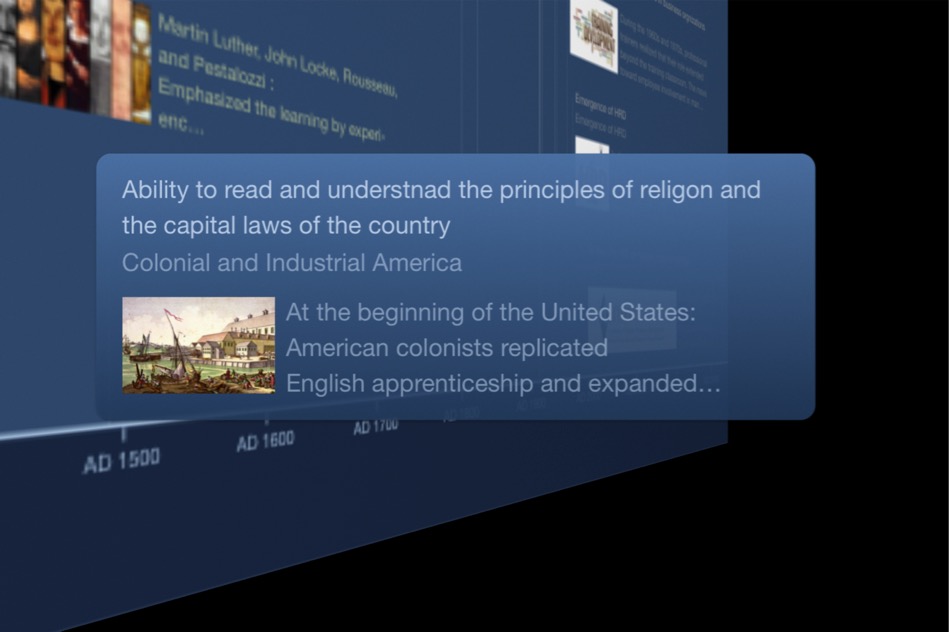 Martin Luther, John Locke, Rousseau,
and Pestalozzi :
Emphasized the learning by experi-
enc...
Emergence of HRD
Emergence of HRD
Ability to read and understnad the principles of religon and
the capital laws of the country
Colonial and Industrial America
At the beginning of the United States:
American colonists replicated
English apprenticeship and expanded...
AD 1500
AD 1600
AD 1700